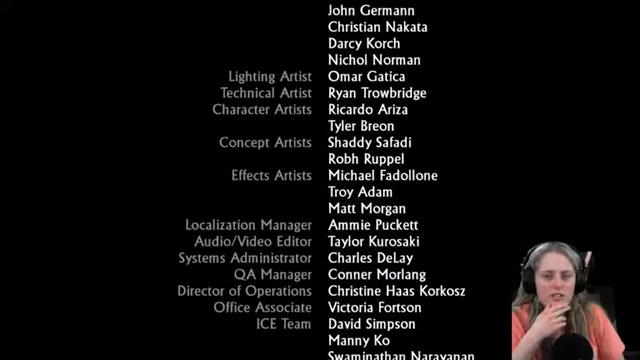 John Germann
Christian Nakata
Darcy Korch
Nichol Norman
Lighting Artist Omar Gatica
Technical Artist Ryan Trowbridge
Character Artists Ricardo Ariza
Tyler Breon
Concept Artists Shaddy Safadi
Robh Ruppel
Effects Artists Michael Fadollone
Troy Adam
Matt Morgan
Localization Manager Ammie Puckett
Audio/Video Editor Taylor Kurosaki
Systems Administrator Charles DeLay
QA Manager Conner Morlang
Director of Operations Christine Haas Korkosz
Office Associate Victoria Fortson
ICE Team David Simpson
Manny Ko
Swaminathan Narayanan